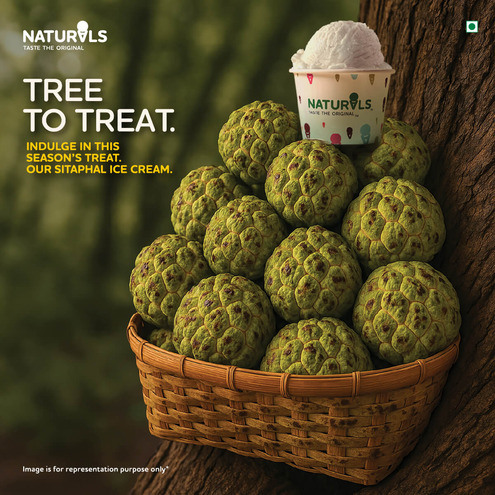 NATURALS
TASTE THE ORIGINAL
TREE
TO TREAT.
INDULGE IN THIS
SEASON'S TREAT.
OUR SITAPHAL ICE CREAM.
NATURALS
TASTE THE ORIGINAL
Image is for representation purpose only*